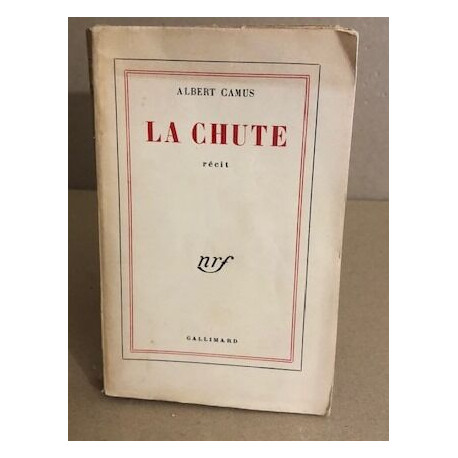 ALBERT CAMUS
LA CHUTE
récit
nrf
GALLIMARD